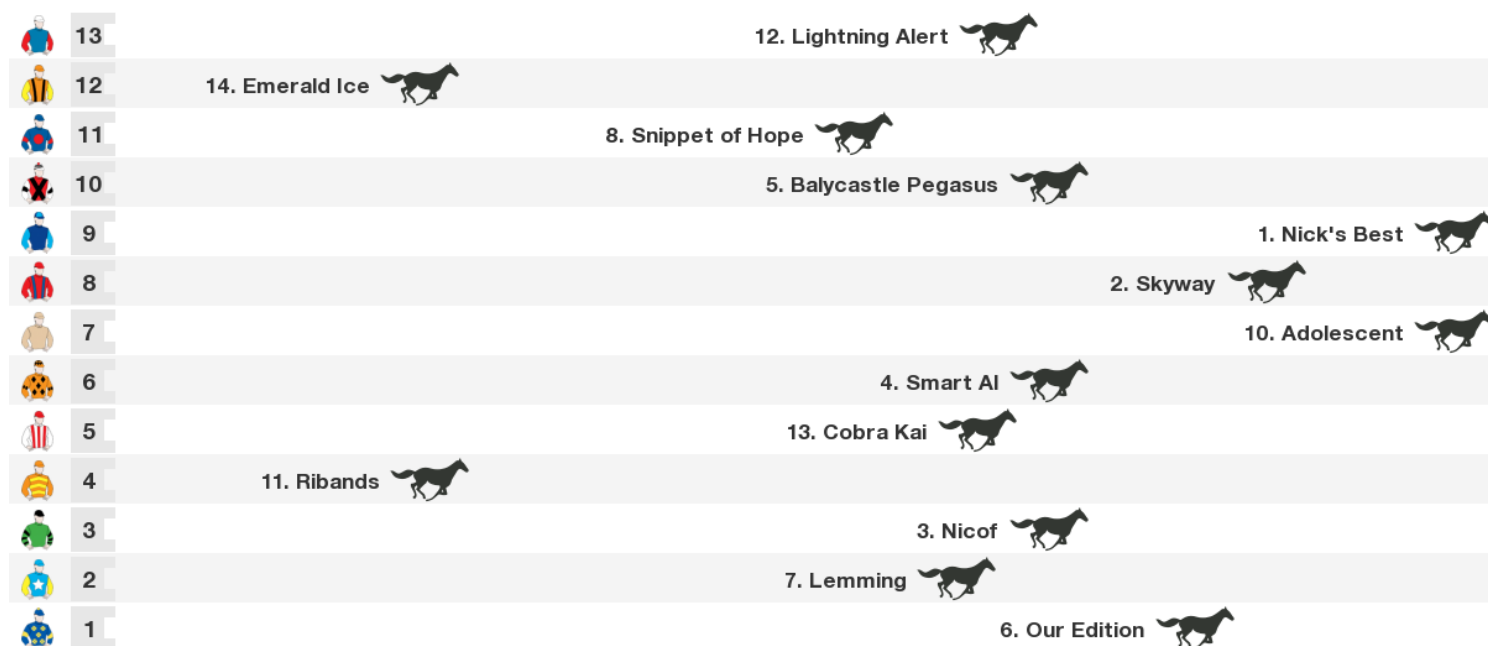 13 12. Lightning Alert
12 14. Emerald Ice
11 8. Snippet of Hope
10 5. Balycastle Pegasus
9 1. Nick's Best
8 2. Skyway
7 10. Adolescent
6 4. Smart Al
5 13. Cobra Kai
4 11. Ribands
3 3. Nicof
2 7. Lemming
1 6. Our Edition